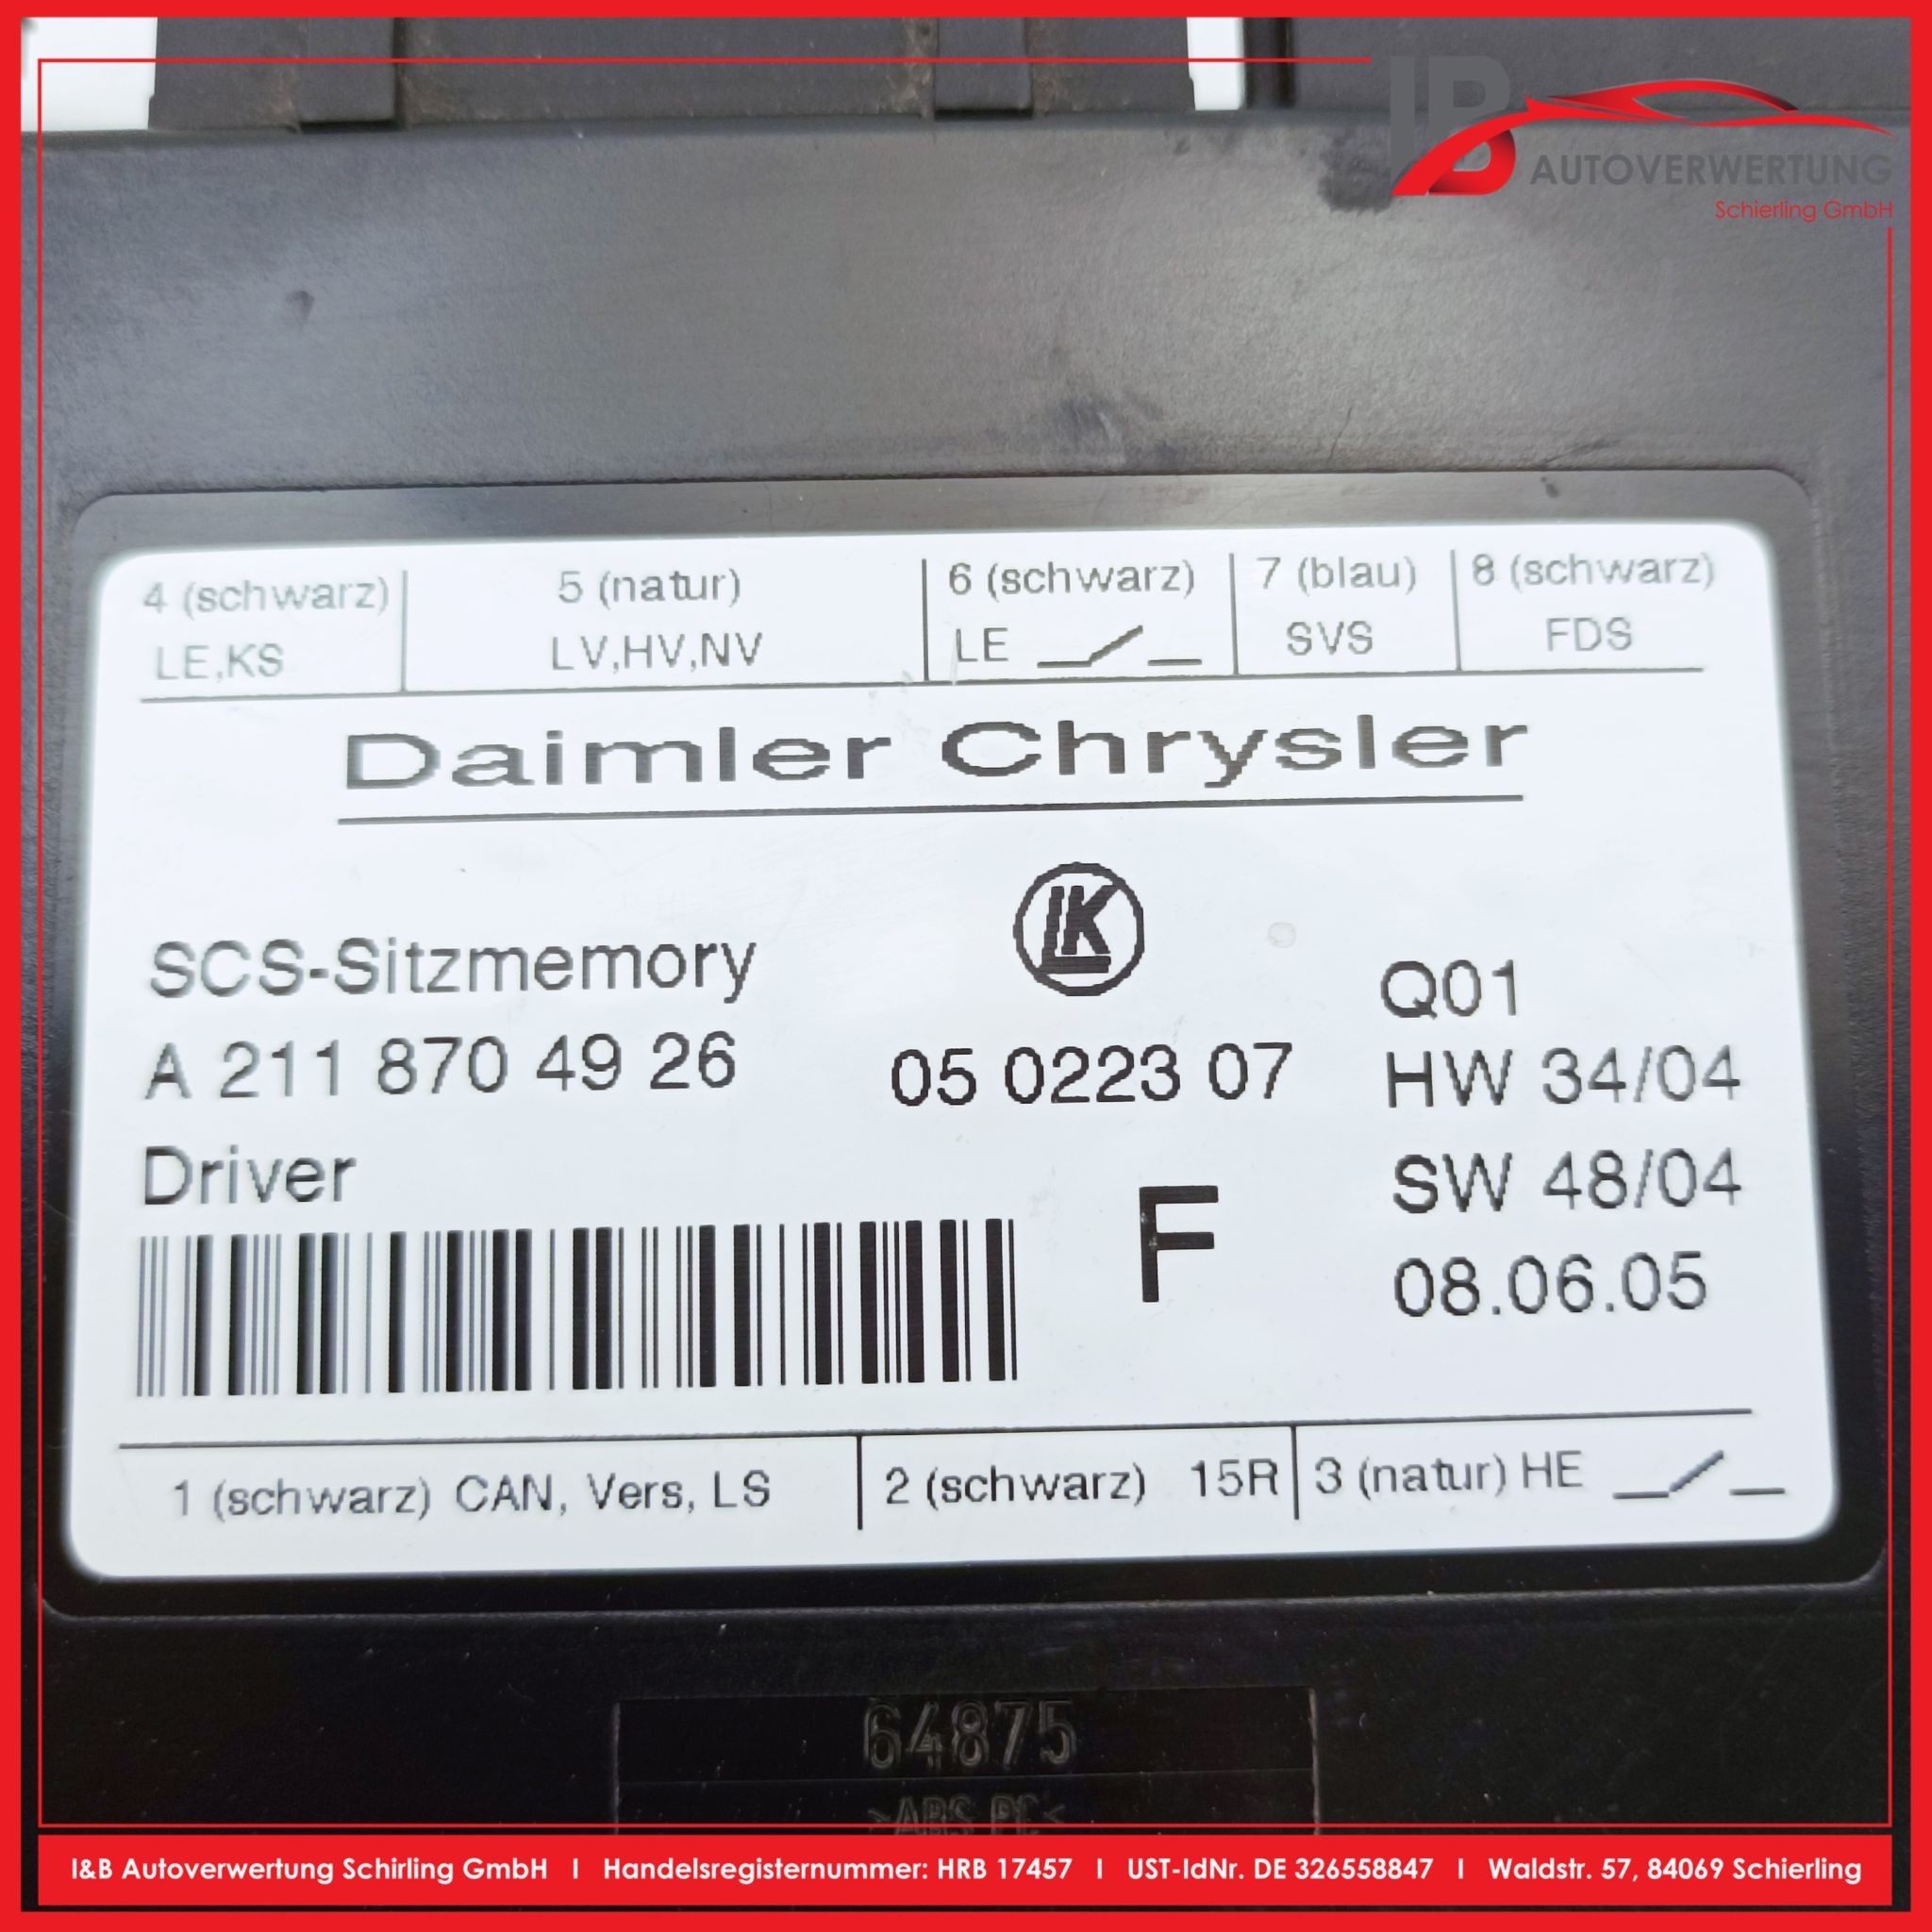 IB
AUTOVERWERTUNG
Schierling GmbH
4 (schwarz) 5 (natur) 6 (schwarz) 7 (blau) 8 (schwarz)
LE,KS LV,HV,NV LE SVS FDS
Daimler Chrysler
LK
SCS-Sitzmemory Q01
A 211 870 49 26 05 0223 07 HW 34/04
Driver SW 48/04
F 08.06.05
1 (schwarz) CAN, Vers, LS 2 (schwarz) 15R 3 (natur) HE
64875
>ABS PC<
I&B Autoverwertung Schirling GmbH I Handelsregisternummer: HRB 17457 I UST-IdNr. DE 326558847 I Waldstr. 57, 84069 Schierling